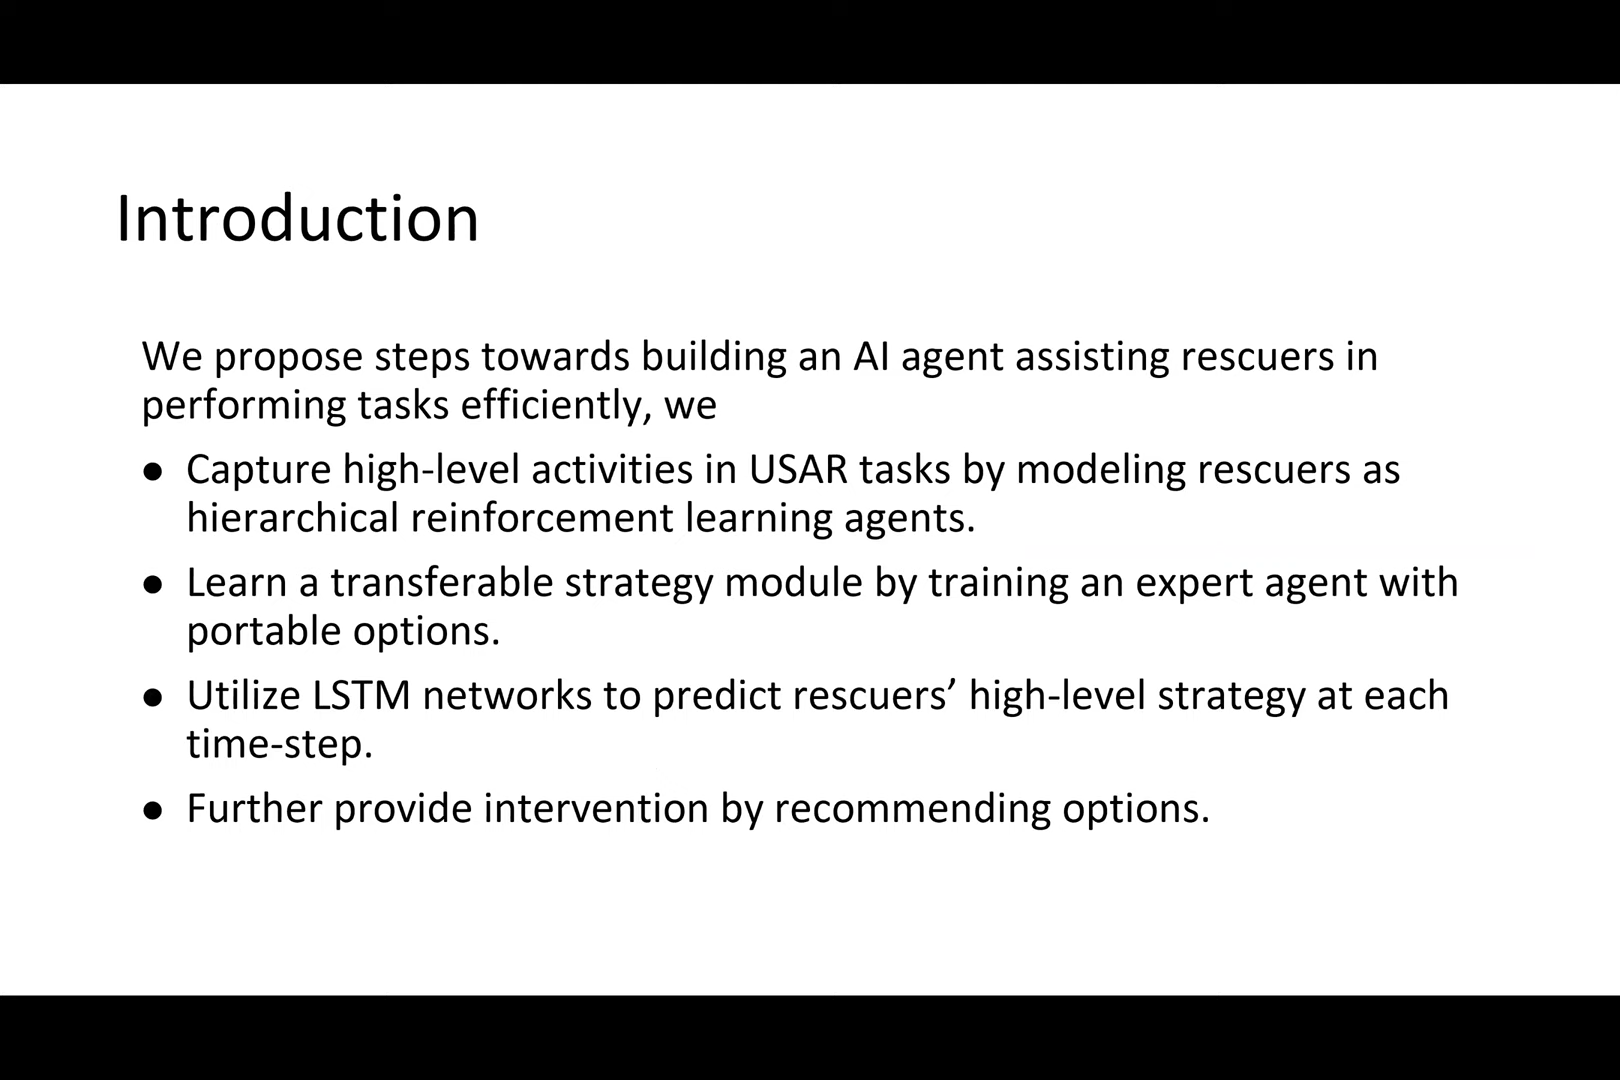 Introduction
We propose steps towards building an AI agent assisting rescuers in
performing tasks efficiently, we
● Capture high-level activities in USAR tasks by modeling rescuers as
hierarchical reinforcement learning agents.
● Learn a transferable strategy module by training an expert agent with
portable options.
● Utilize LSTM networks to predict rescuers’ high-level strategy at each
time-step.
● Further provide intervention by recommending options.